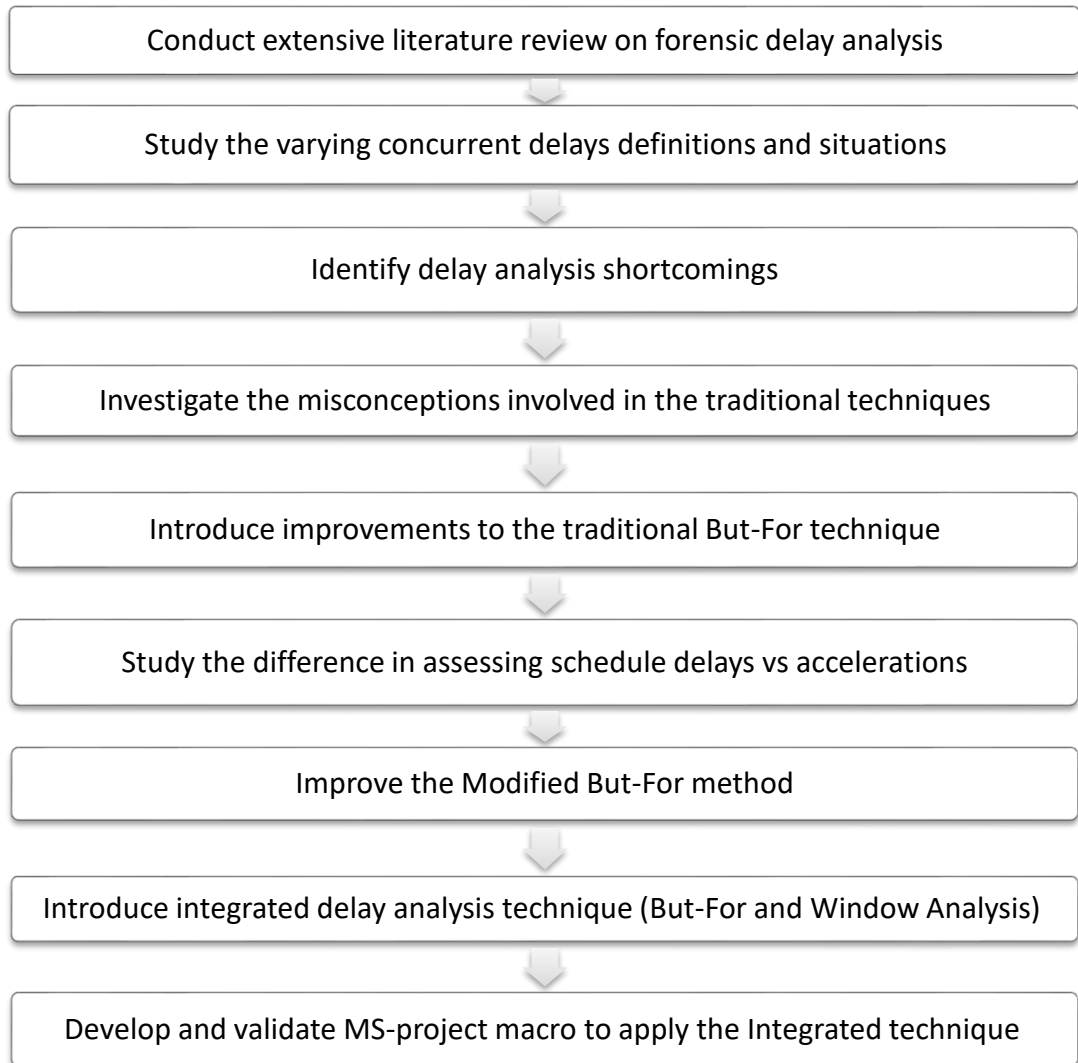 Conduct extensive literature review on forensic delay analysis
Study the varying concurrent delays definitions and situations
Identify delay analysis shortcomings
Investigate the misconceptions involved in the traditional techniques
Introduce improvements to the traditional But-For technique
Study the difference in assessing schedule delays vs accelerations
Improve the Modified But-For method
Introduce integrated delay analysis technique (But-For and Window Analysis)
Develop and validate MS-project macro to apply the Integrated technique